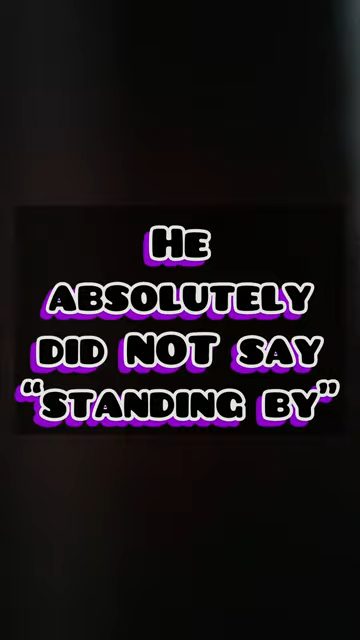 He
absolutely
did NOT say
“standing by”